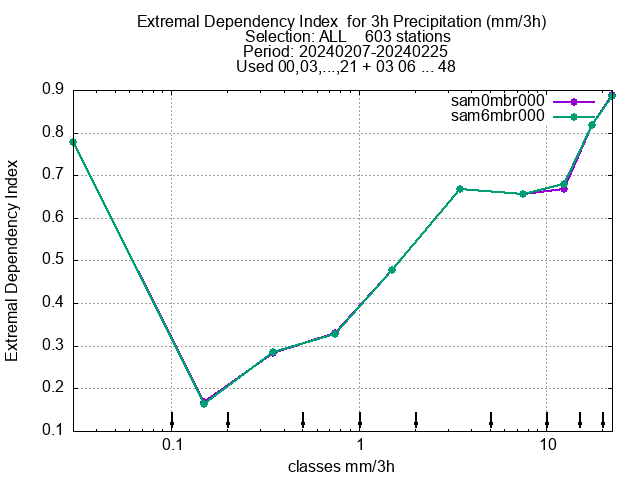 Extremal Dependency Index  for 3h Precipitation (mm/3h)
Selection: ALL    603 stations
Period: 20240207-20240225
Used 00,03,...,21 + 03 06 ... 48
sam0mbr000
sam6mbr000
0.9
0.8
0.7
0.6
0.5
0.4
0.3
0.2
0.1
Extremal Dependency Index
0.1 1 10
classes mm/3h